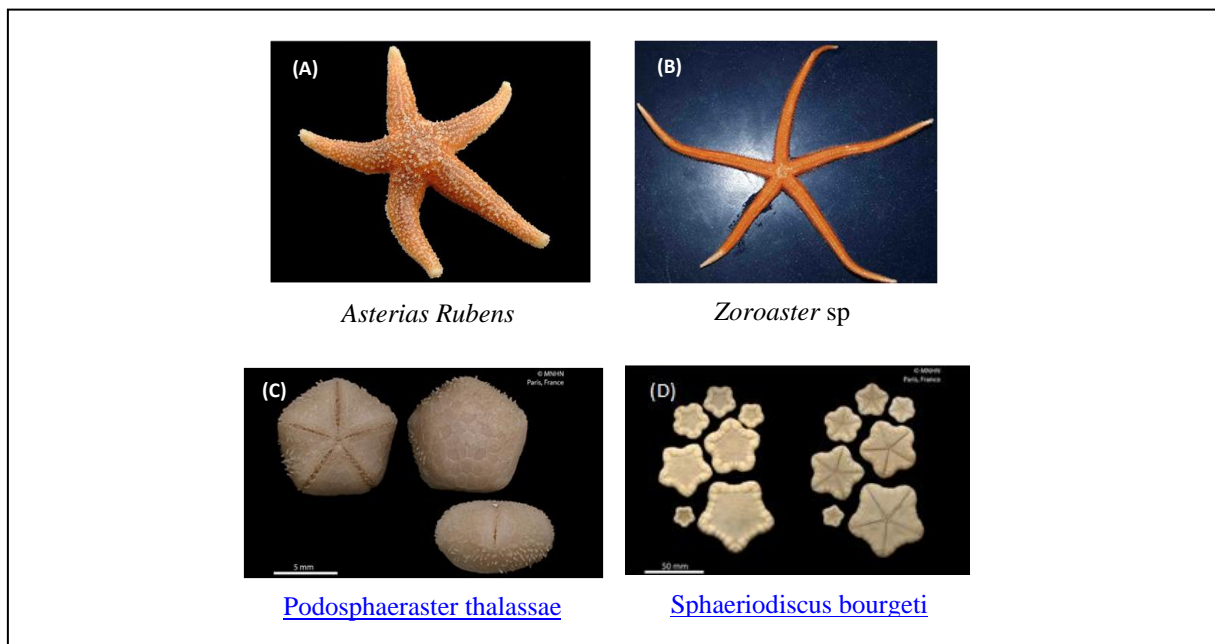 (A)
(B)
Asterias Rubens
Zoroaster sp
(C)
© MNHN
Paris, France
5 mm
(D)
© MNHN
Paris, France
50 mm
Podosphaeraster thalassae
Sphaeriodiscus bourgeti